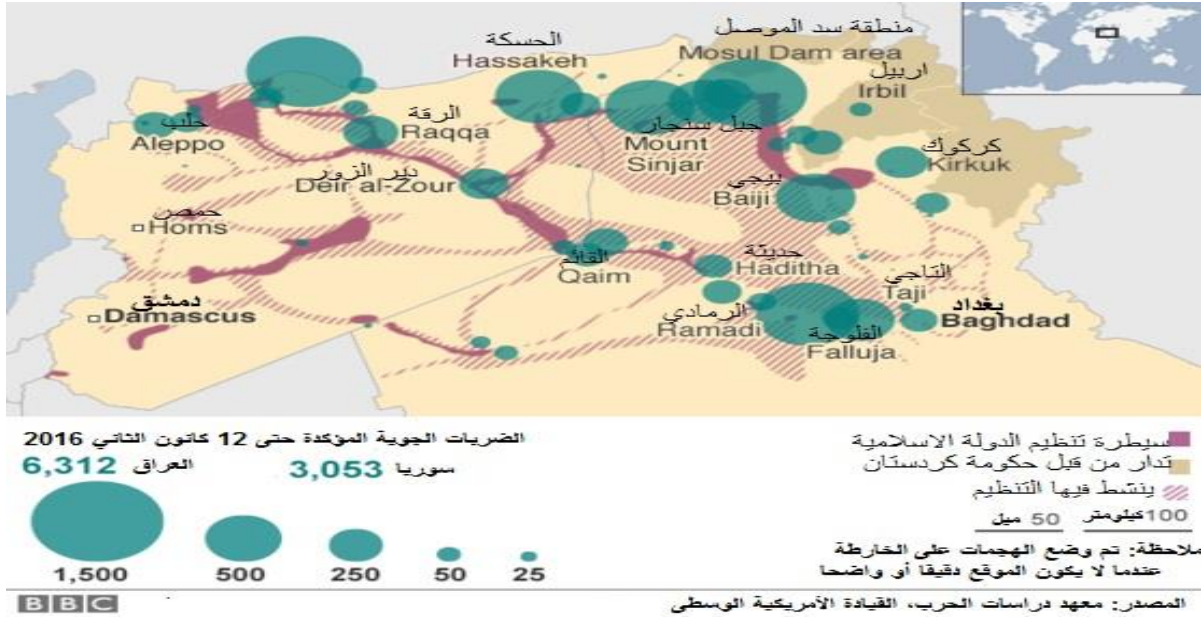 الحسكة
Hassakeh
منطقة سد الموصل
Mosul Dam area
اربيل
Irbil
حلب
Aleppo
الرقة
Raqqa
جبل سنجار
Mount
Sinjar
كركوك
Kirkuk
دير الزور
Deir al-Zour
بيجي
Baiji
حمص
Homs
القائم
Qaim
حديثة
Haditha
التاجي
Taji
دمشق
Damascus
الرمادي
Ramadi
الفلوجة
Falluja
بغداد
Baghdad
الضربات الجوية المؤكدة حتى 12 كانون الثاني 2016
العراق 6,312
سوريا 3,053
1,500 500 250 50 25
سيطرة تنظيم الدولة الاسلامية
تدار من قبل حكومة كردستان
ينشط فيها التنظيم
100كيلومتر 50 ميل
ملاحظة: تم وضع الهجمات على الخارطة
عندما لا يكون الموقع دقيقا أو واضحا
BBC
المصدر: معهد دراسات الحرب، القيادة الأمريكية الوسطى